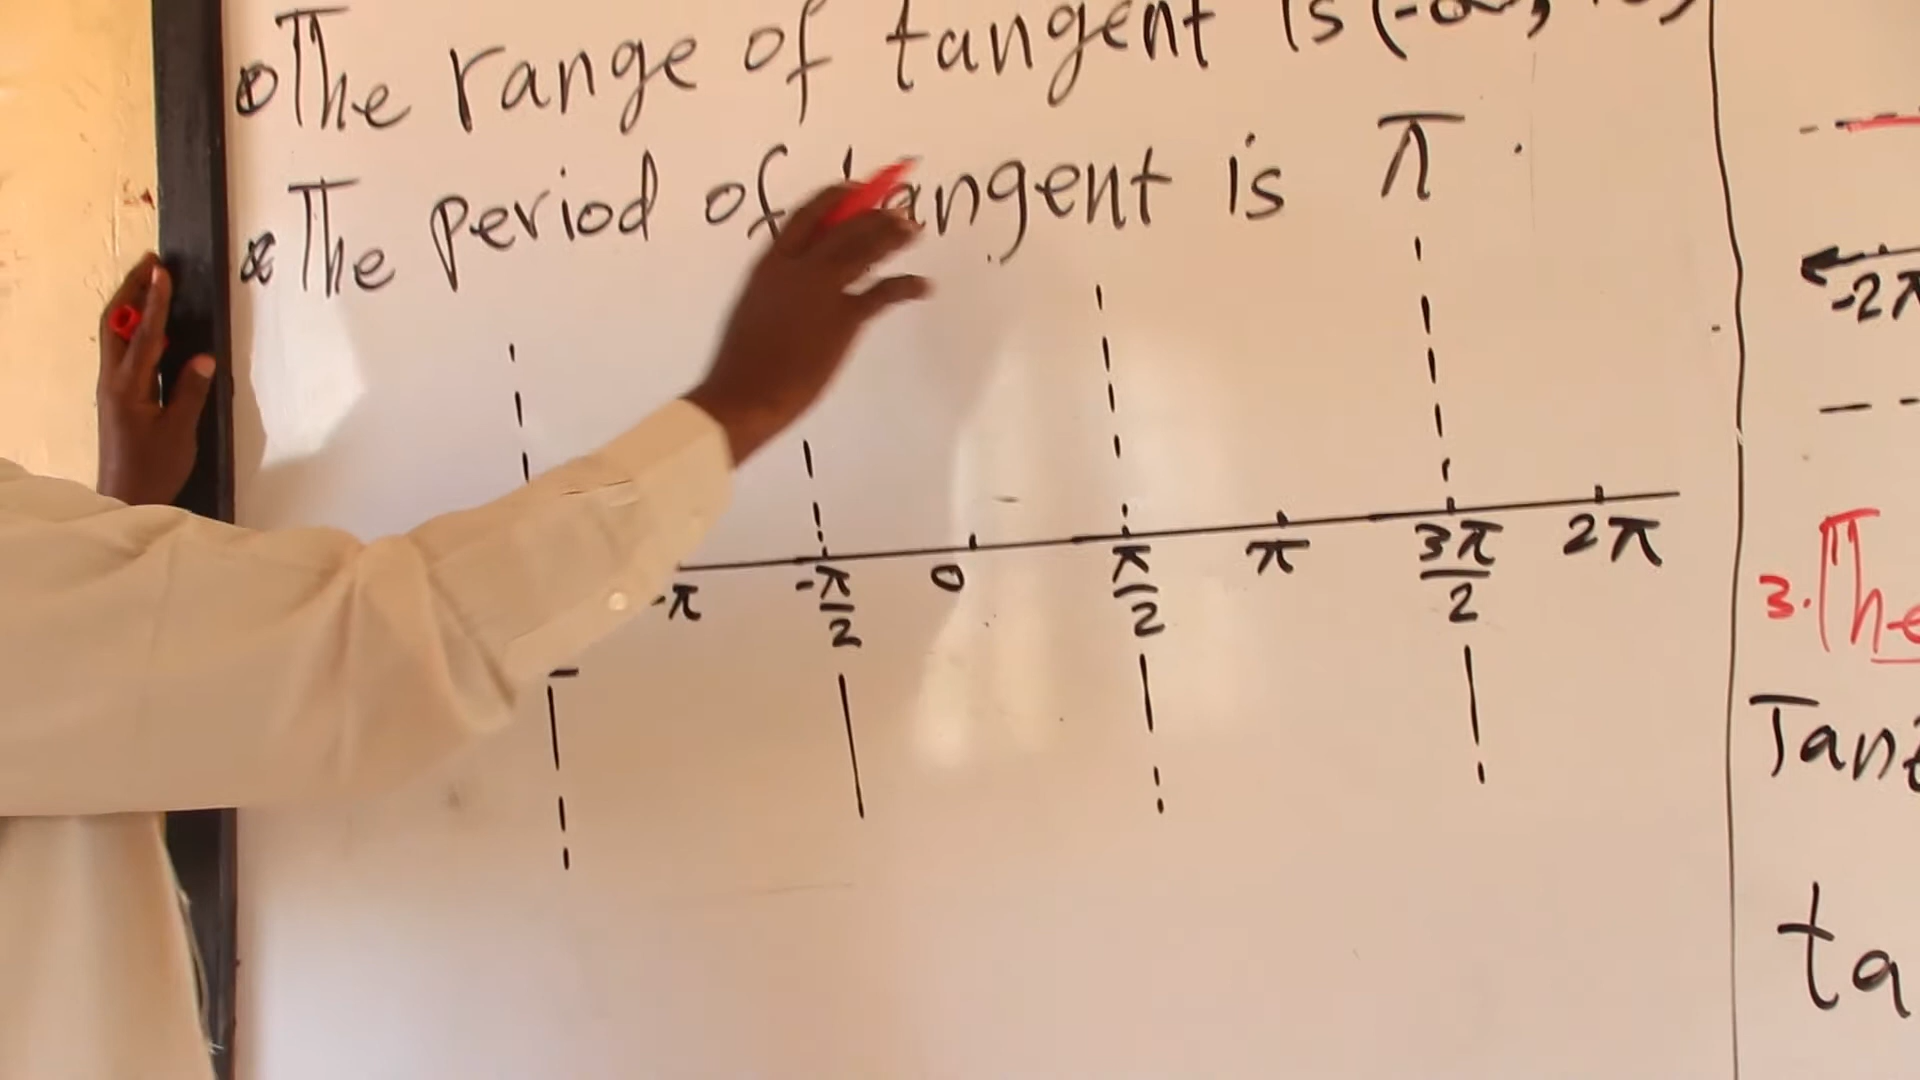 The range of tangent is (-∞,
The period of tangent is π.
-π -π/2 0 π/2 π 3π/2 2π
-2π
3. The
Tan
ta